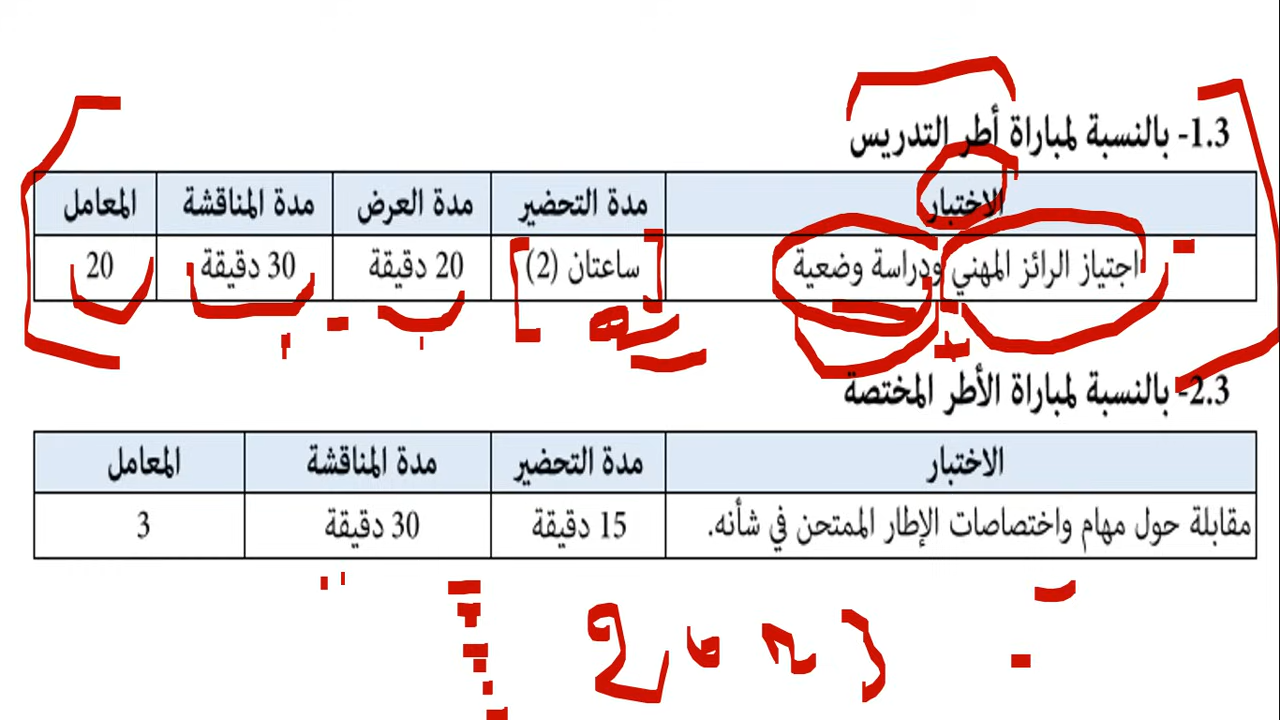 1.3- بالنسبة لمباراة أطر التدريس
الاختبار مدة التحضير مدة العرض مدة المناقشة المعامل
اجتياز الرائز المهني ودراسة وضعية ساعتان (2) 20 دقيقة 30 دقيقة 20
2.3- بالنسبة لمباراة الأطر المختصة
الاختبار مدة التحضير مدة المناقشة المعامل
مقابلة حول مهام واختصاصات الإطار الممتحن في شأنه. 15 دقيقة 30 دقيقة 3